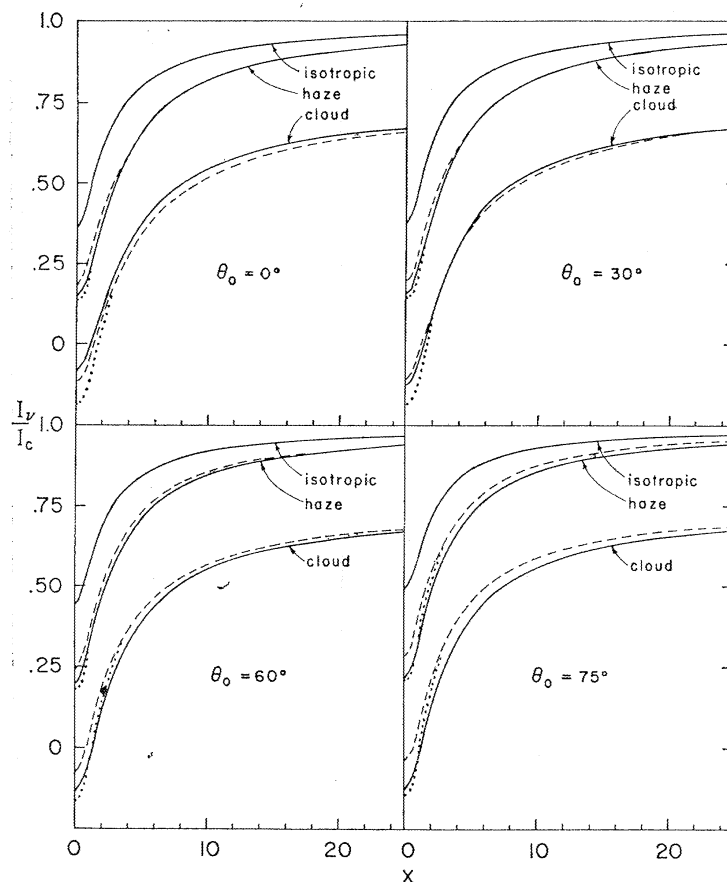 1.0
isotropic
haze
cloud
.75
.50
.25
0
θ₀ = 0°
isotropic
haze
cloud
θ₀ = 30°
Iν
Ic
1.0
isotropic
haze
cloud
.75
.50
.25
0
θ₀ = 60°
isotropic
haze
cloud
θ₀ = 75°
0 10 20 0 10 20
X